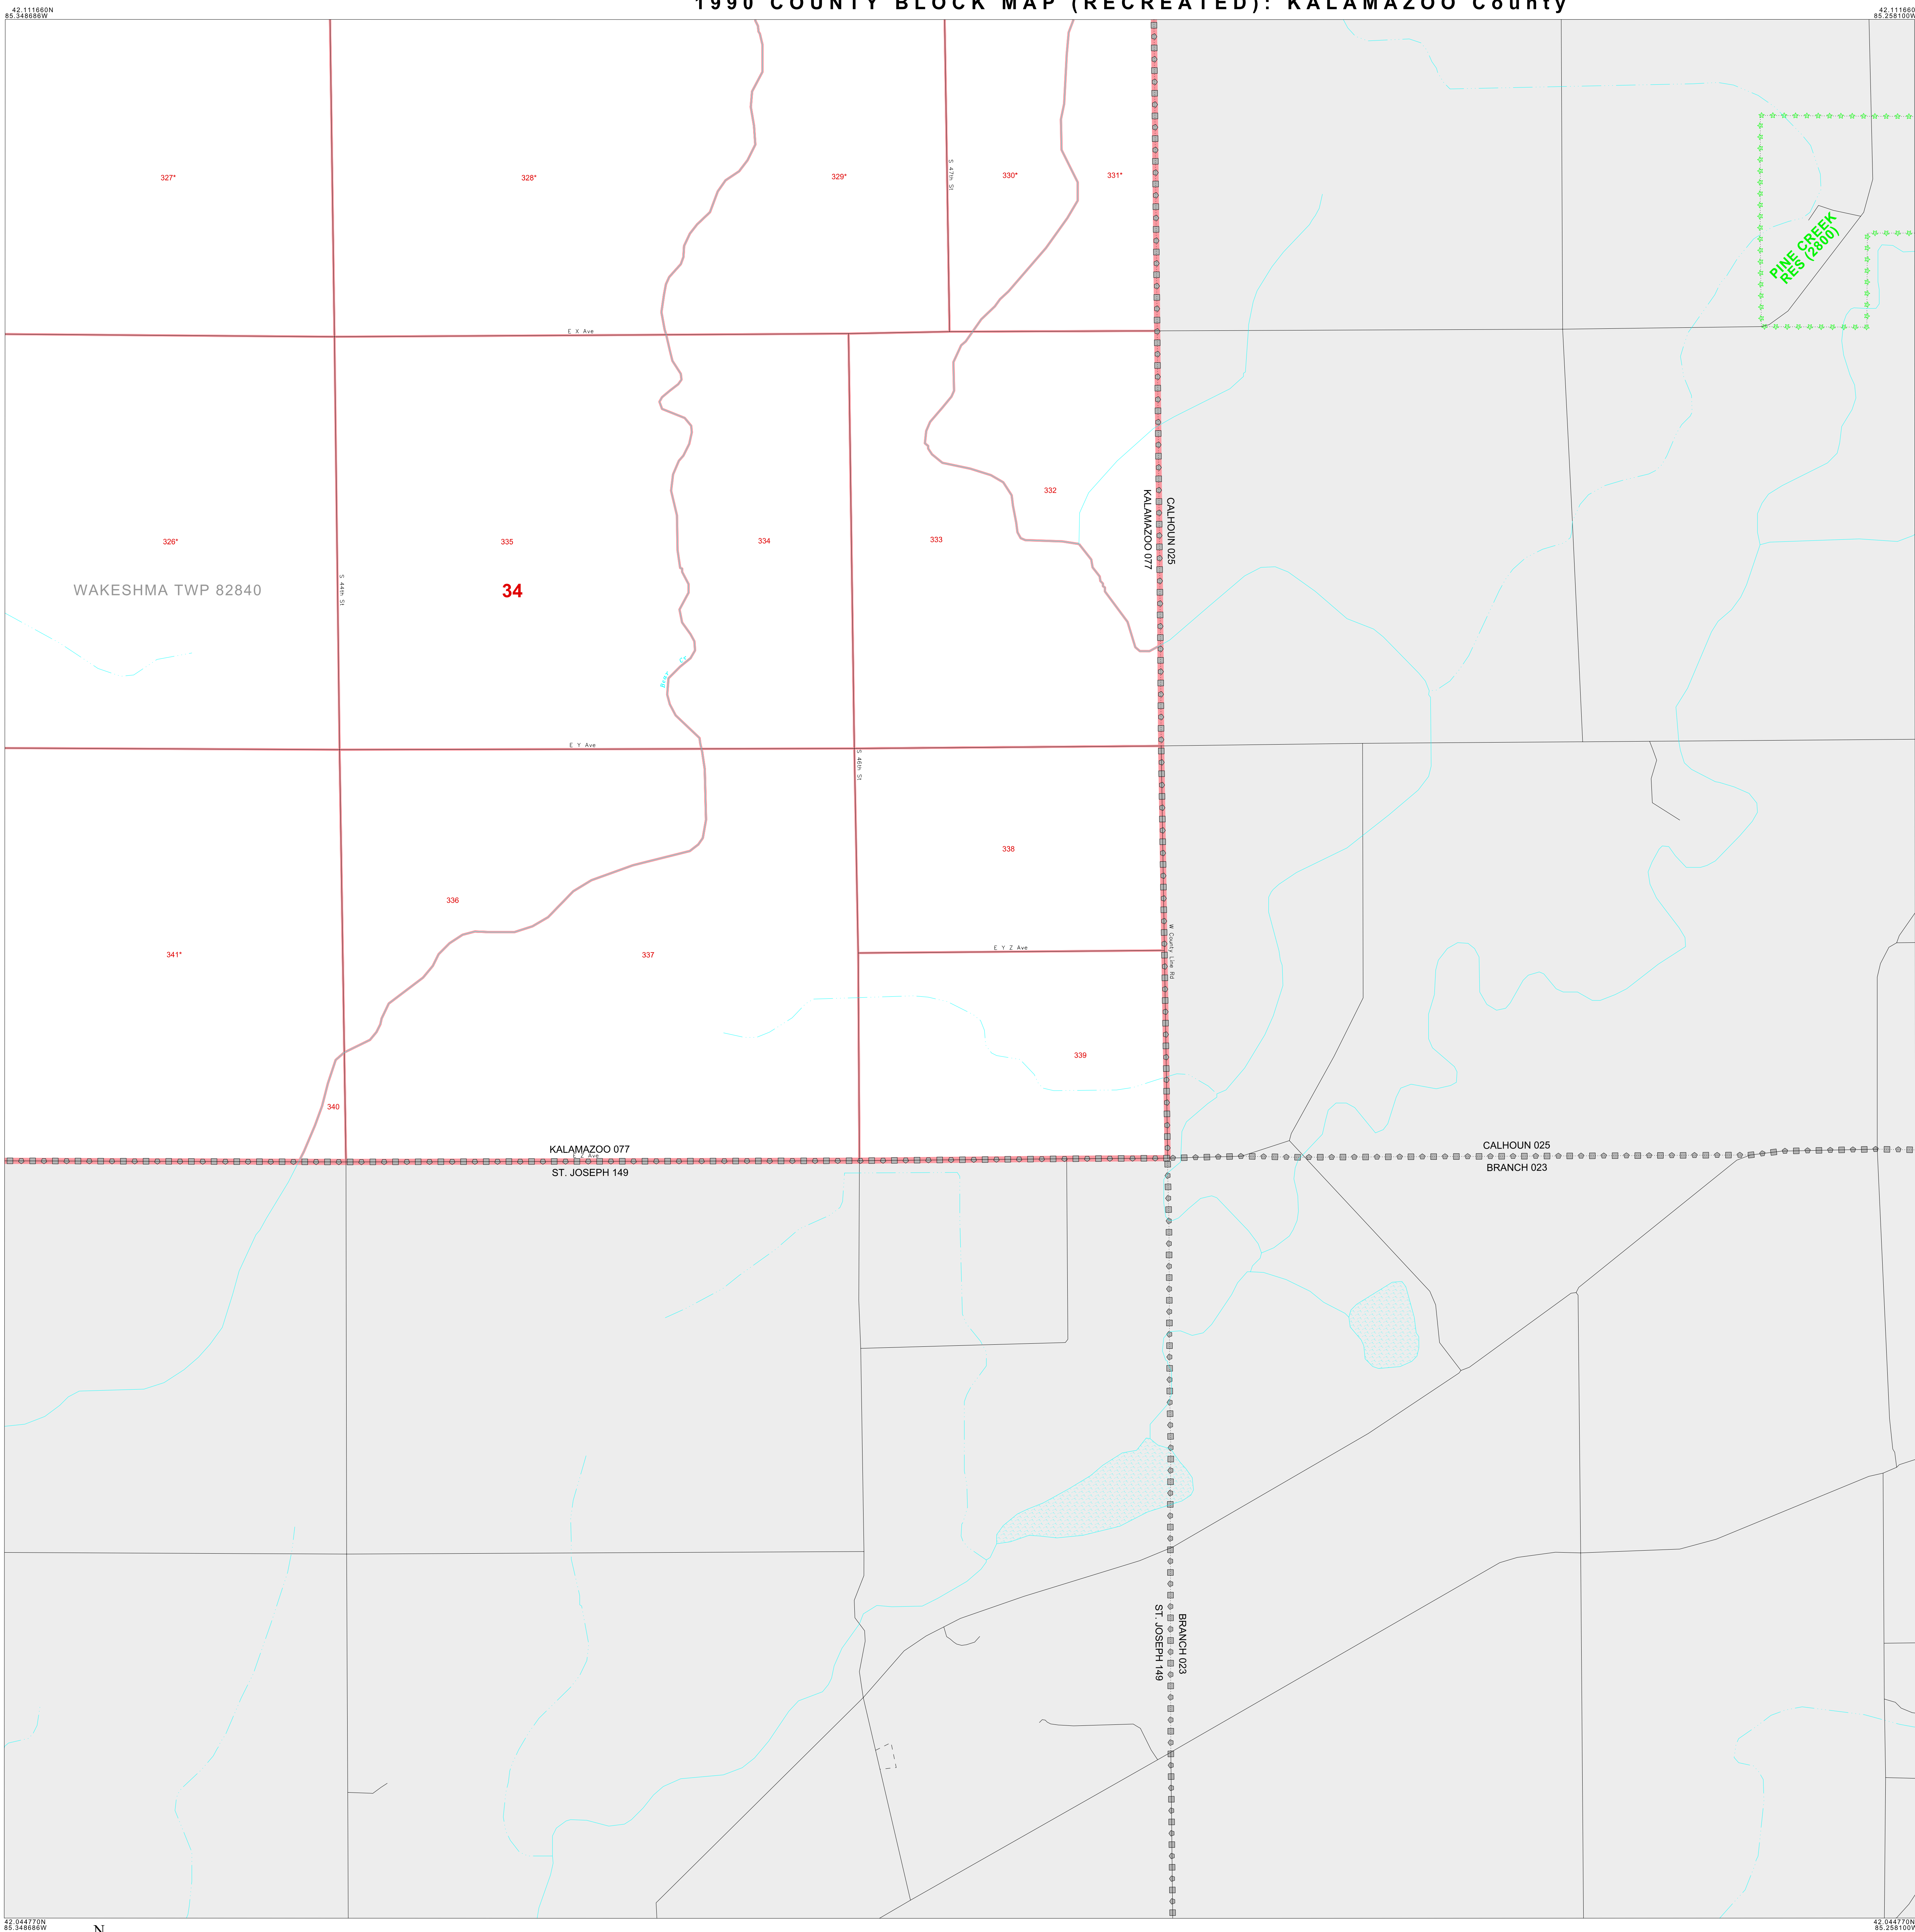 1990 COUNTY BLOCK MAP (RECREATED): KALAMAZOO County
42.111660N
85.348686W
42.111660
85.258100W
327*
328*
329*
S 47th St
330*
331*
PINE CREEK
RES (2800)
E X Ave
332
KALAMAZOO 077
CALHOUN 025
326*
335
334
333
WAKESHMA TWP 82840
34
S 44th St
E Y Ave
S 46th St
338
336
341*
337
E Y Z Ave
W County Line Rd
339
340
KALAMAZOO 077
ST. JOSEPH 149
CALHOUN 025
BRANCH 023
ST. JOSEPH 149
BRANCH 023
42.044770N
85.348686W
N
42.044770N
85.258100W